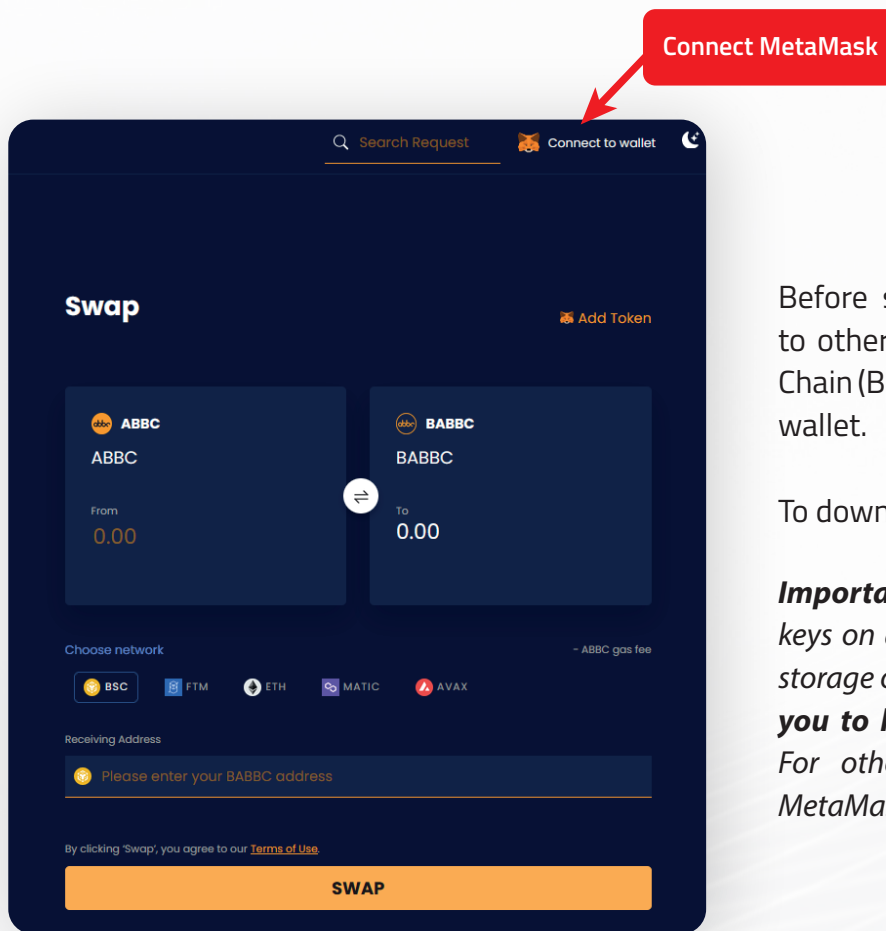 Connect MetaMask
Search Request
Connect to wallet
Swap
Add Token
abbc ABBC
ABBC
From
0.00
abbc BABBC
BABBC
To
0.00
Choose network
~ ABBC gas fee
BSC FTM ETH MATIC AVAX
Receiving Address
Please enter your BABBC address
By clicking 'Swap', you agree to our Terms of Use.
SWAP
Before
to other
Chain (B
wallet.
To down
Importa
keys on
storage
you to
For othe
MetaMa